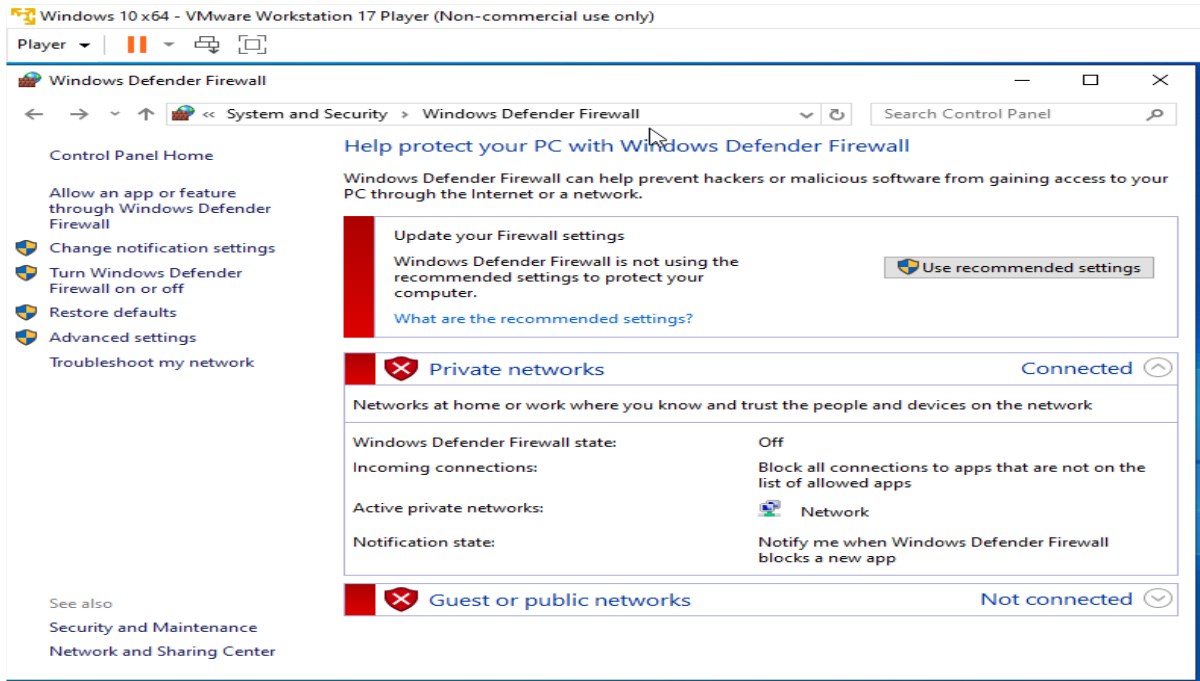 Windows 10 x64 - VMware Workstation 17 Player (Non-commercial use only)
Player
Windows Defender Firewall
« System and Security > Windows Defender Firewall
Search Control Panel
Control Panel Home
Allow an app or feature
through Windows Defender
Firewall
Change notification settings
Turn Windows Defender
Firewall on or off
Restore defaults
Advanced settings
Troubleshoot my network
See also
Security and Maintenance
Network and Sharing Center
Help protect your PC with Windows Defender Firewall
Windows Defender Firewall can help prevent hackers or malicious software from gaining access to your
PC through the Internet or a network.
Update your Firewall settings
Windows Defender Firewall is not using the
recommended settings to protect your
computer.
What are the recommended settings?
Use recommended settings
Private networks
Connected
Networks at home or work where you know and trust the people and devices on the network
Windows Defender Firewall state:
Off
Incoming connections:
Block all connections to apps that are not on the
list of allowed apps
Active private networks:
Network
Notification state:
Notify me when Windows Defender Firewall
blocks a new app
Guest or public networks
Not connected